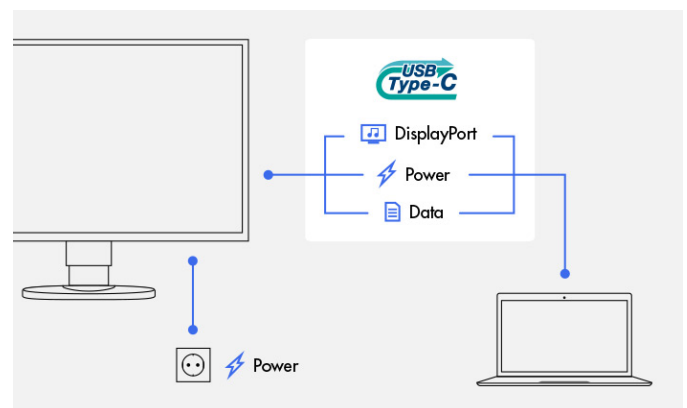 USB
Type-C
DisplayPort
Power
Data
Power